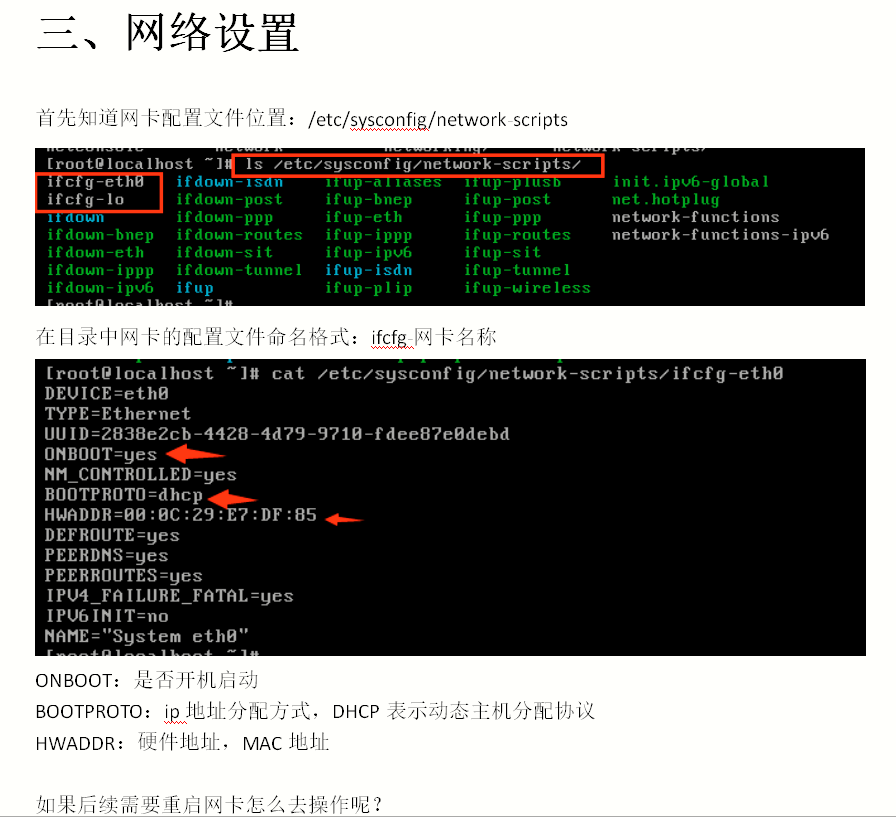 三、网络设置
首先知道网卡配置文件位置：/etc/sysconfig/network-scripts
[root@localhost ~]# ls /etc/sysconfig/network-scripts/
ifcfg-eth0 ifdown-isdn ifup-aliases ifup-plusb init.ipv6-global
ifcfg-lo ifdown-post ifup-bnep ifup-post net.hotplug
ifdown ifdown-ppp ifup-eth ifup-ppp network-functions
ifdown-bnep ifdown-routes ifup-ippp ifup-routes network-functions-ipv6
ifdown-eth ifdown-sit ifup-ipv6 ifup-sit
ifdown-ippp ifdown-tunnel ifup-isdn ifup-tunnel
ifdown-ipv6 ifup ifup-plip ifup-wireless
[root@localhost ~]#
在目录中网卡的配置文件命名格式：ifcfg-网卡名称
[root@localhost ~]# cat /etc/sysconfig/network-scripts/ifcfg-eth0
DEVICE=eth0
TYPE=Ethernet
UUID=2838e2cb-4428-4d79-9710-fdee87e0debd
ONBOOT=yes
NM_CONTROLLED=yes
BOOTPROTO=dhcp
HWADDR=00:0C:29:E7:DF:85
DEFROUTE=yes
PEERDNS=yes
PEERROUTES=yes
IPV4_FAILURE_FATAL=yes
IPV6INIT=no
NAME="System eth0"
[root@localhost ~]#
ONBOOT：是否开机启动
BOOTPROTO：ip 地址分配方式，DHCP 表示动态主机分配协议
HWADDR：硬件地址，MAC 地址
如果后续需要重启网卡怎么去操作呢？